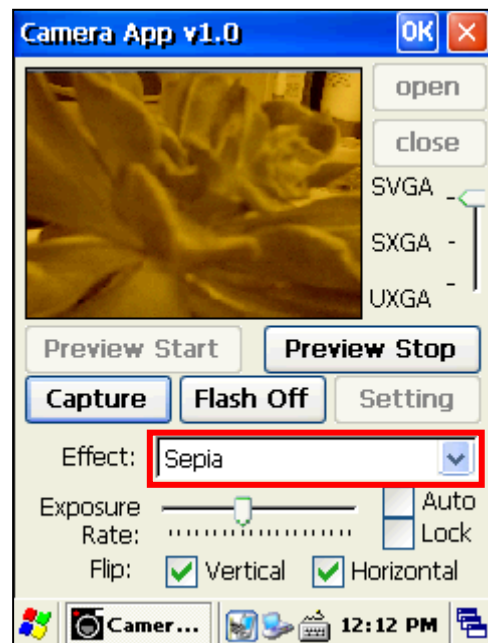 Camera App v1.0 OK
open
close
SVGA
SXGA
UXGA
Preview Start Preview Stop
Capture Flash Off Setting
Effect: Sepia
Exposure Rate: Auto
Lock
Flip: Vertical Horizontal
Camer... 12:12 PM